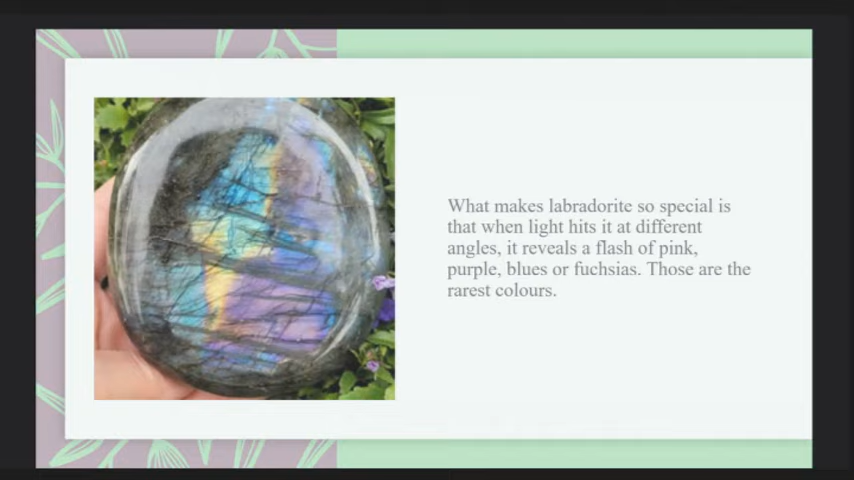 What makes labradorite so special is
that when light hits it at different
angles, it reveals a flash of pink,
purple, blues or fuchsias. Those are the
rarest colours.